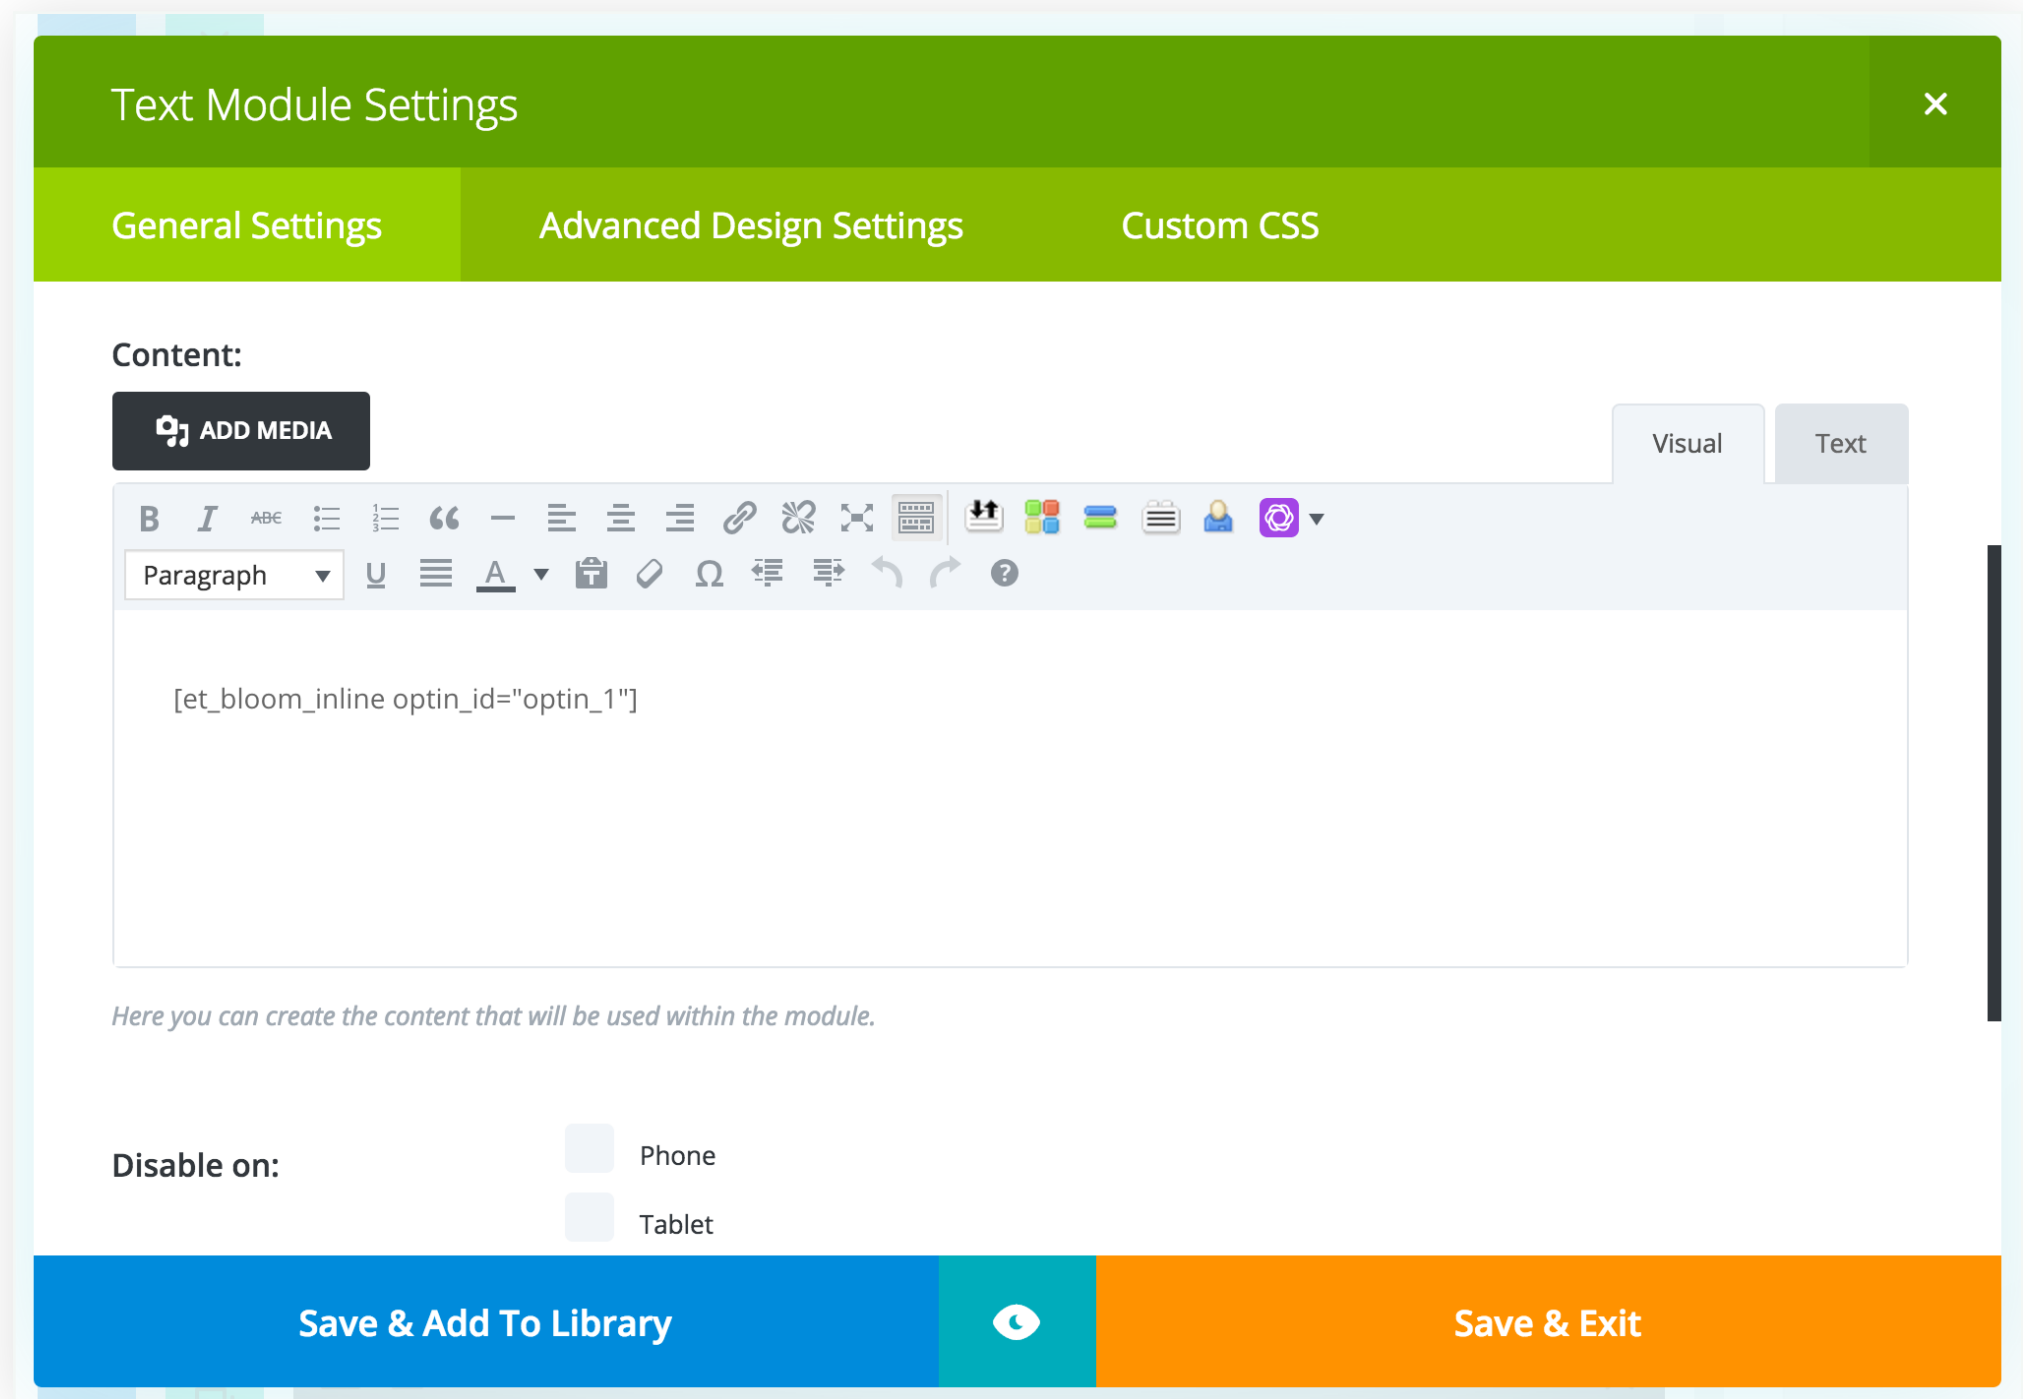 Text Module Settings
General Settings
Advanced Design Settings
Custom CSS
Content:
ADD MEDIA
Visual
Text
B I ABC
Paragraph
U
A
Ω
?
[et_bloom_inline optin_id="optin_1"]
Here you can create the content that will be used within the module.
Disable on:
Phone
Tablet
Save & Add To Library
Save & Exit